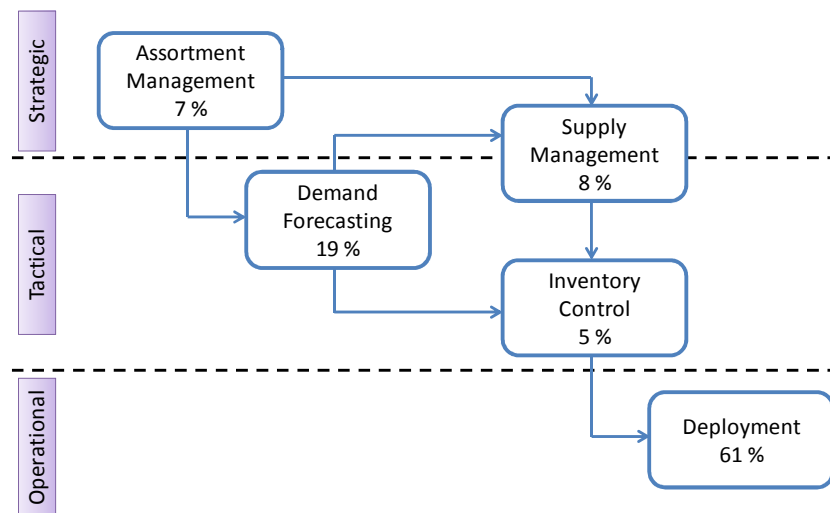 Strategic
Assortment
Management
7 %
Supply
Management
8 %
Tactical
Demand
Forecasting
19 %
Inventory
Control
5 %
Operational
Deployment
61 %